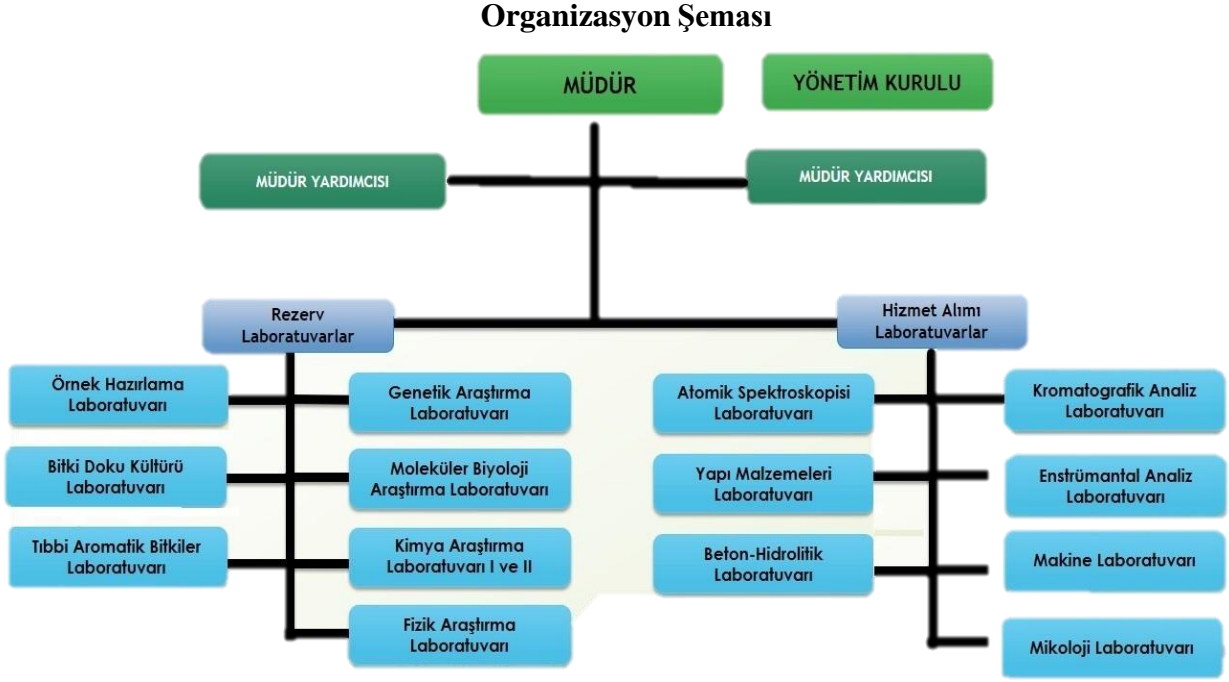 Organizasyon Şeması
MÜDÜR
YÖNETİM KURULU
MÜDÜR YARDIMCISI
MÜDÜR YARDIMCISI
Rezerv
Laboratuvarlar
Hizmet Alımı
Laboratuvarlar
Örnek Hazırlama
Laboratuvarı
Genetik Araştırma
Laboratuvarı
Atomik Spektroskopisi
Laboratuvarı
Kromatografik Analiz
Laboratuvarı
Bitki Doku Kültürü
Laboratuvarı
Moleküler Biyoloji
Araştırma Laboratuvarı
Yapı Malzemeleri
Laboratuvarı
Enstrümantal Analiz
Laboratuvarı
Tıbbi Aromatik Bitkiler
Laboratuvarı
Kimya Araştırma
Laboratuvarı I ve II
Beton-Hidrolitik
Laboratuvarı
Makine Laboratuvarı
Fizik Araştırma
Laboratuvarı
Mikoloji Laboratuvarı